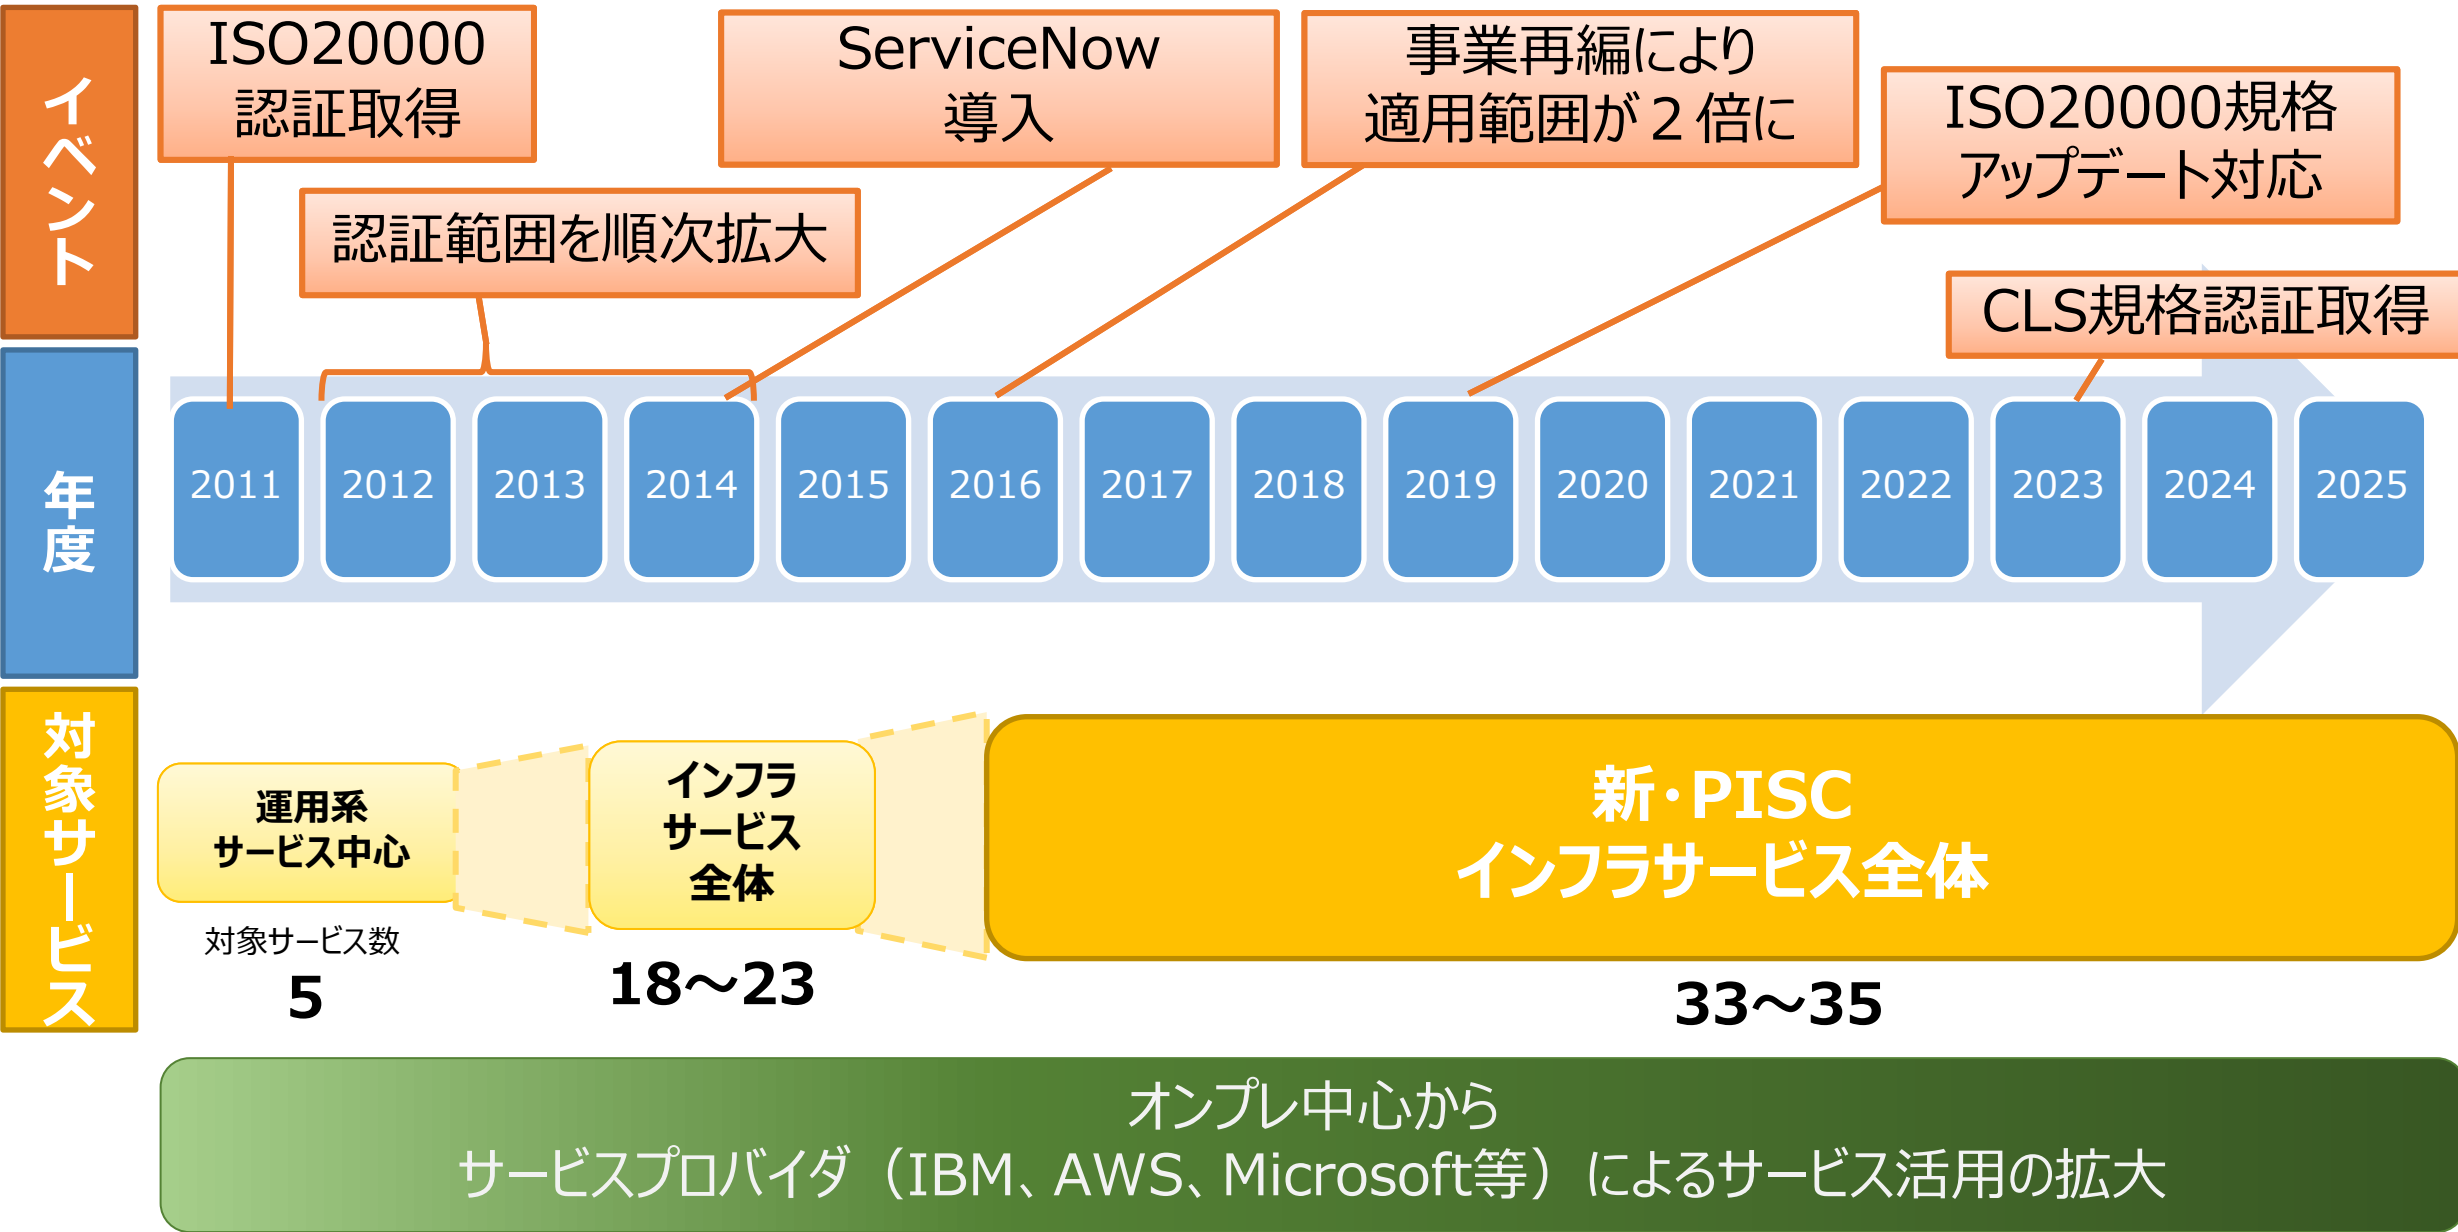 イベント
ISO20000
認証取得
ServiceNow
導入
事業再編により
適用範囲が２倍に
ISO20000規格
アップデート対応
認証範囲を順次拡大
CLS規格認証取得
年度
2011
2012
2013
2014
2015
2016
2017
2018
2019
2020
2021
2022
2023
2024
2025
対象サービス
運用系
サービス中心
対象サービス数
5
インフラ
サービス
全体
18～23
新・PISC
インフラサービス全体
33～35
オンプレ中心から
サービスプロバイダ（IBM、AWS、Microsoft等）によるサービス活用の拡大